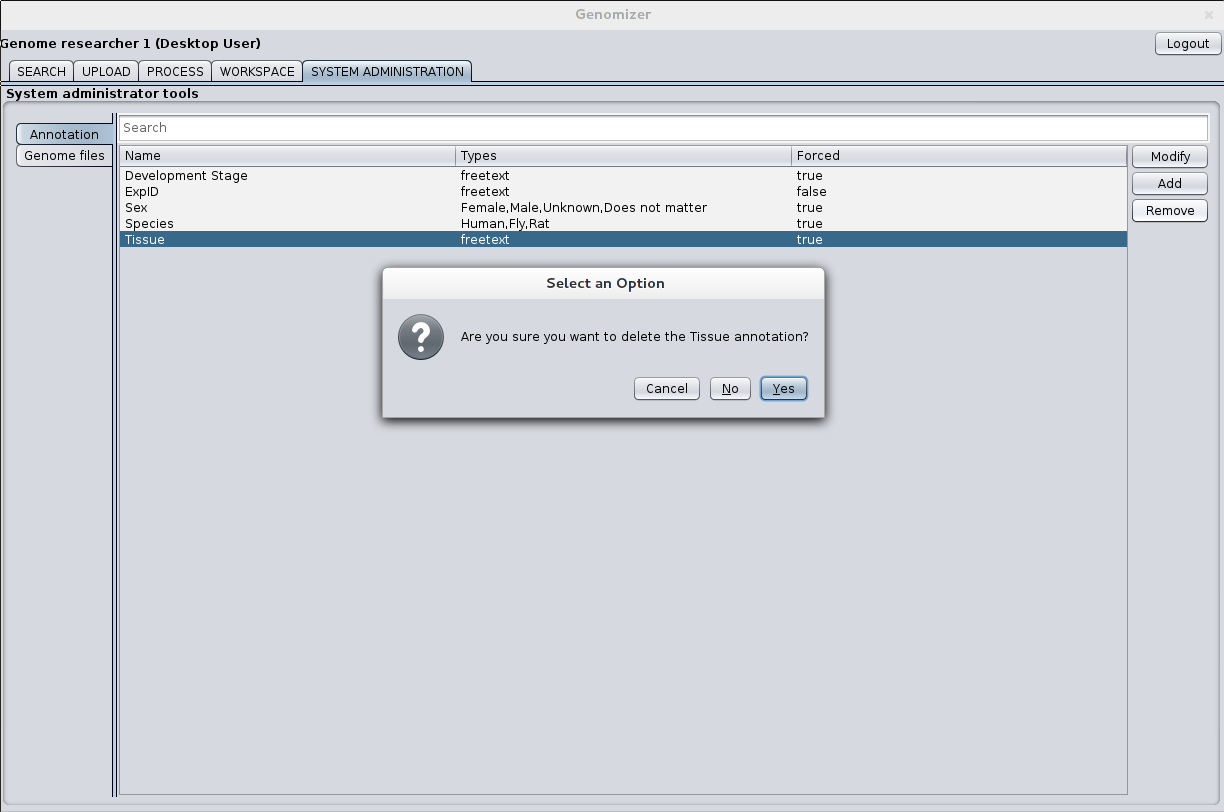 Genomizer
Genome researcher 1 (Desktop User)
Logout
SEARCH UPLOAD PROCESS WORKSPACE SYSTEM ADMINISTRATION
System administrator tools
Annotation
Genome files
Search
Name Types Forced
Development Stage freetext true
ExpID freetext false
Sex Female,Male,Unknown,Does not matter true
Species Human,Fly,Rat true
Tissue freetext true
Modify
Add
Remove
Select an Option
?
Are you sure you want to delete the Tissue annotation?
Cancel No Yes